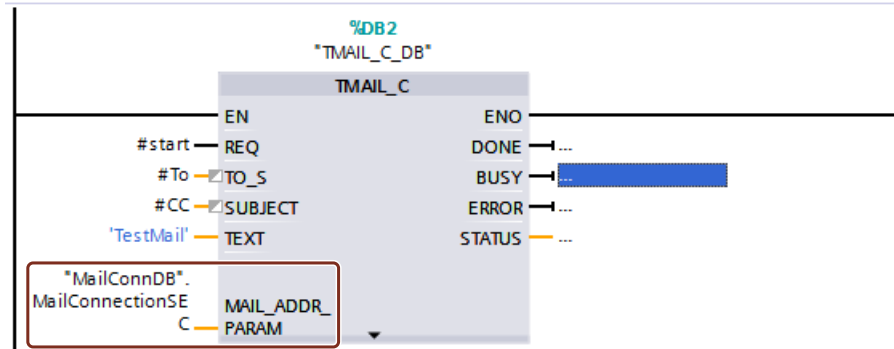 %DB2
"TMAIL_C_DB"
TMAIL_C
EN ENO
#start REQ DONE ...
#To TO_S BUSY ...
#CC SUBJECT ERROR ...
'TestMail' TEXT STATUS ...
"MailConnDB".
MailConnectionSE MAIL_ADDR_
C PARAM